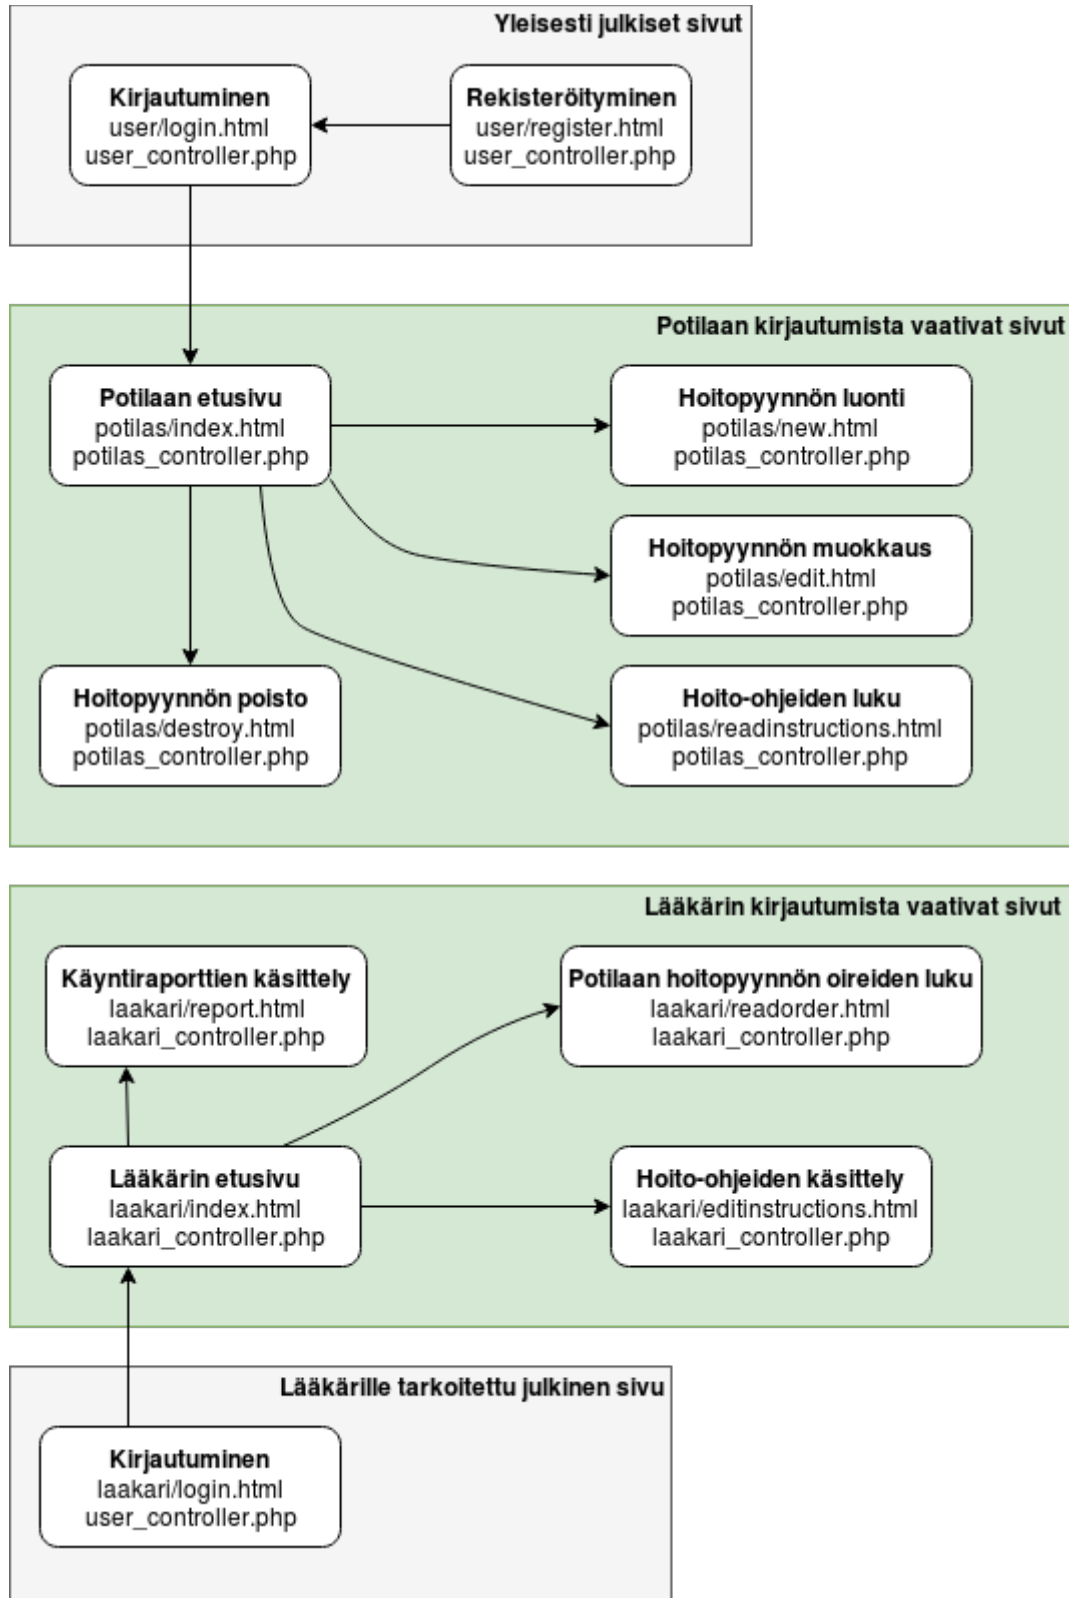 Yleisesti julkiset sivut
Kirjautuminen
user/login.html
user_controller.php
Rekisteröityminen
user/register.html
user_controller.php
Potilaan kirjautumista vaativat sivut
Potilaan etusivu
potilas/index.html
potilas_controller.php
Hoitopyynnön luonti
potilas/new.html
potilas_controller.php
Hoitopyynnön muokkaus
potilas/edit.html
potilas_controller.php
Hoitopyynnön poisto
potilas/destroy.html
potilas_controller.php
Hoito-ohjeiden luku
potilas/readinstructions.html
potilas_controller.php
Lääkärin kirjautumista vaativat sivut
Käyntiraporttien käsittely
laakari/report.html
laakari_controller.php
Potilaan hoitopyynnön oireiden luku
laakari/readorder.html
laakari_controller.php
Lääkärin etusivu
laakari/index.html
laakari_controller.php
Hoito-ohjeiden käsittely
laakari/editinstructions.html
laakari_controller.php
Lääkärille tarkoitettu julkinen sivu
Kirjautuminen
laakari/login.html
user_controller.php